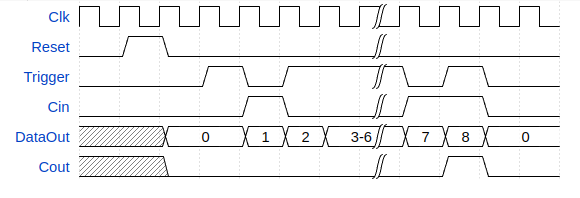 Clk
Reset
Trigger
Cin
DataOut 0 1 2 3-6 7 8 0
Cout